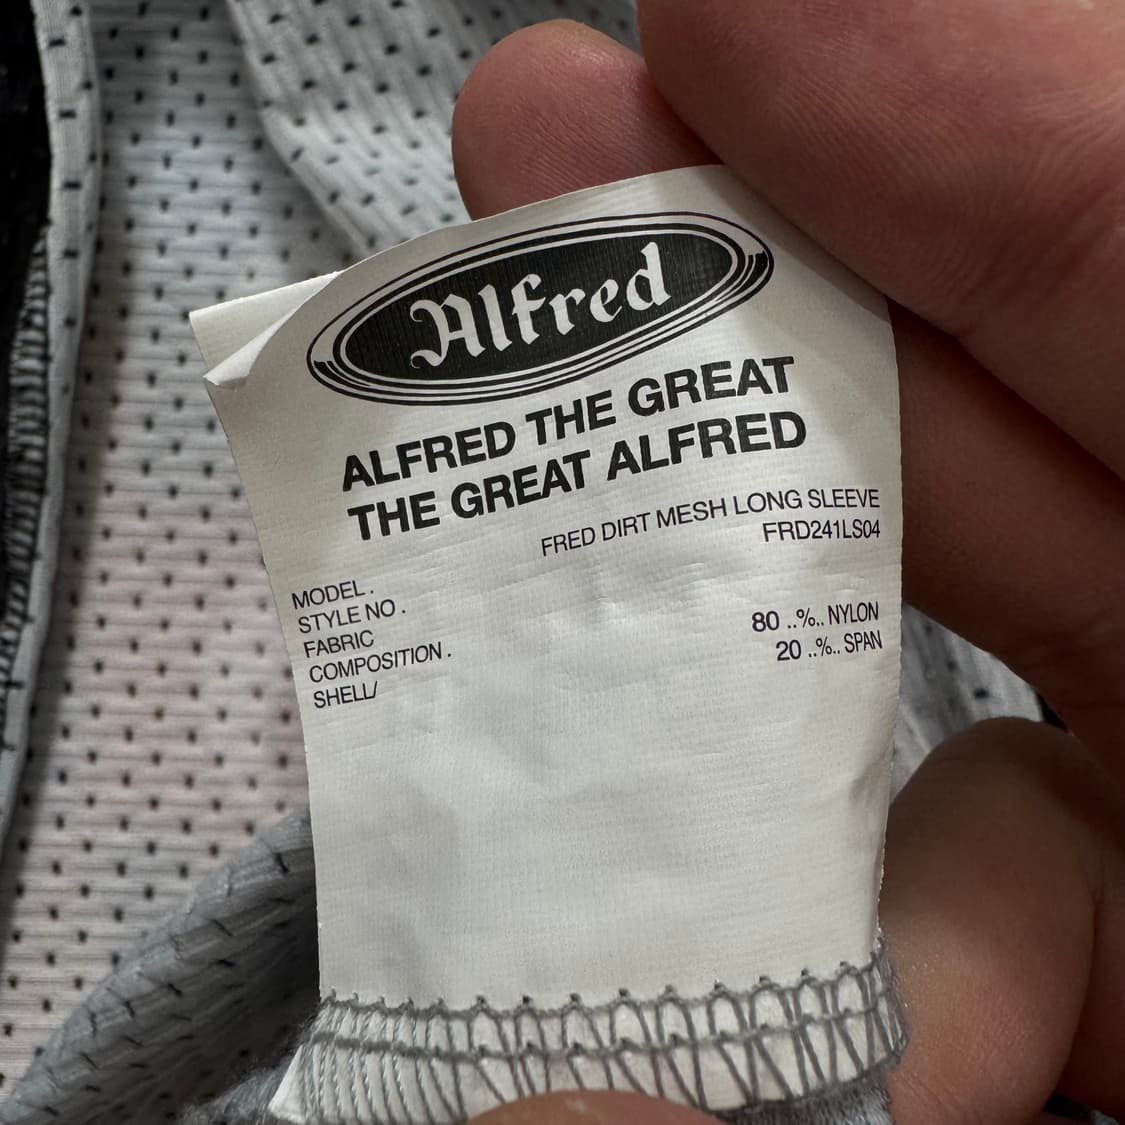 Alfred
ALFRED THE GREAT
THE GREAT ALFRED
FRED DIRT MESH LONG SLEEVE
FRD241LS04
MODEL .
STYLE NO .
FABRIC
COMPOSITION .
SHELL/
80 ..%.. NYLON
20 ..%.. SPAN